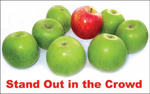 Stand Out in the Crowd